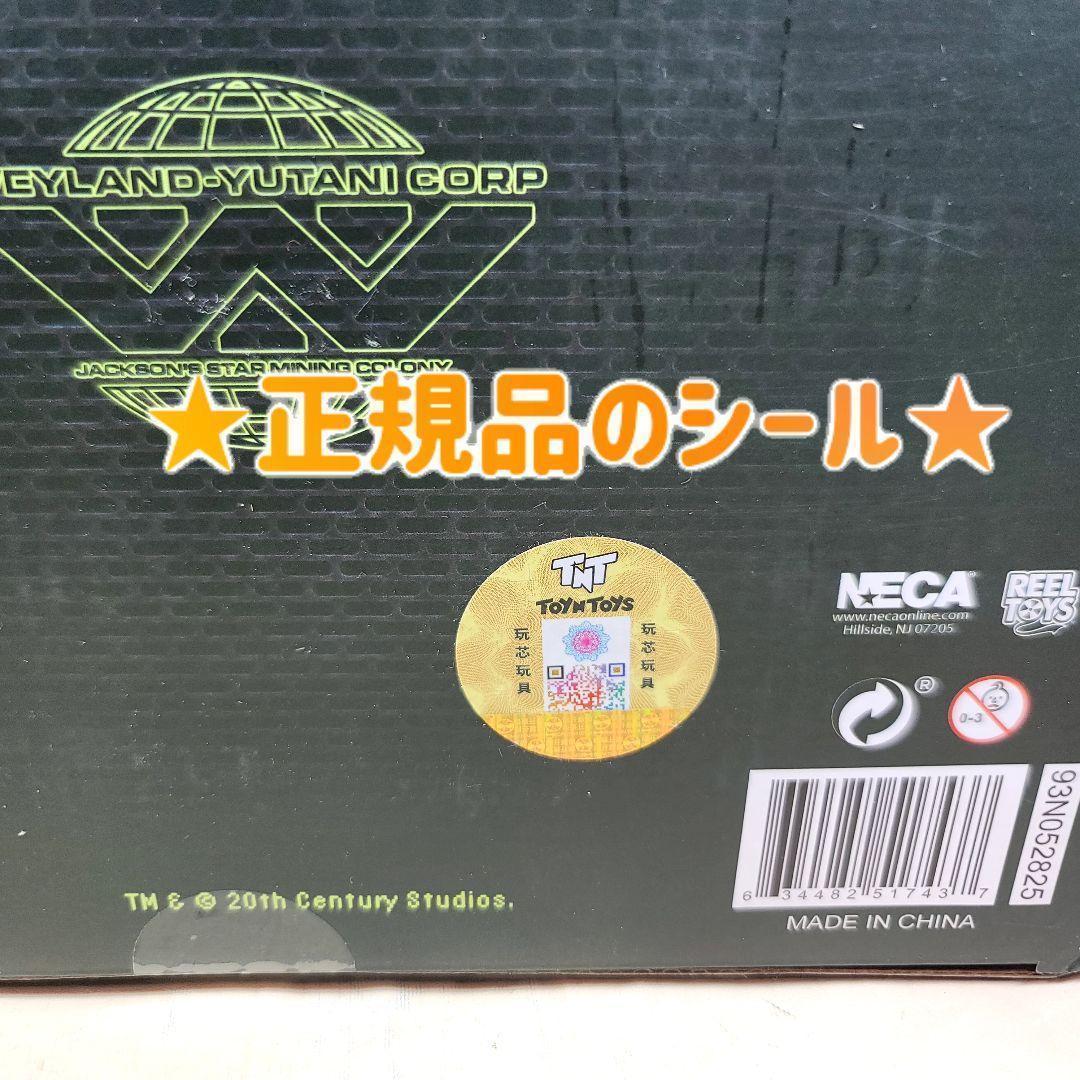 WEYLAND-YUTANI CORP
JACKSON'S STAR MINING COLONY
★正規品のシール★
TNT
TOYN TOYS
玩芯玩具
玩芯玩具
NECA
www.necaonline.com
Hillside, NJ 07205
REEL TOYS
®
0-3
6 34482 51743 7
93N052825
MADE IN CHINA
TM & © 20th Century Studios.